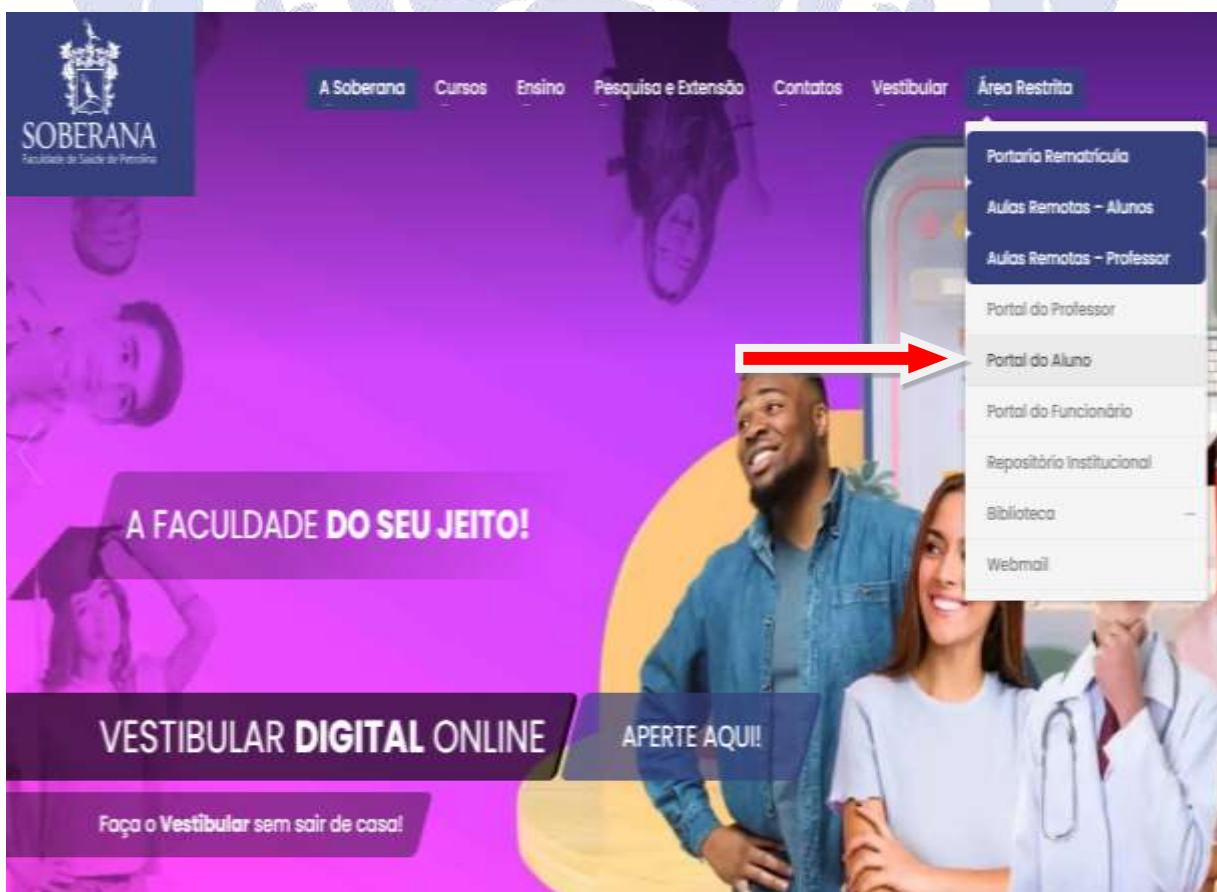 SOBERANA
Faculdade de Saúde de Petrolina
A Soberana Cursos Ensino Pesquisa e Extensão Contatos Vestibular Área Restrita
Portaria Rematrícula
Aulas Remotas – Alunos
Aulas Remotas – Professor
Portal do Professor
Portal do Aluno
Portal do Funcionário
Repositório Institucional
Biblioteca
Webmail
A FACULDADE DO SEU JEITO!
VESTIBULAR DIGITAL ONLINE
APERTE AQUI!
Faça o Vestibular sem sair de casa!